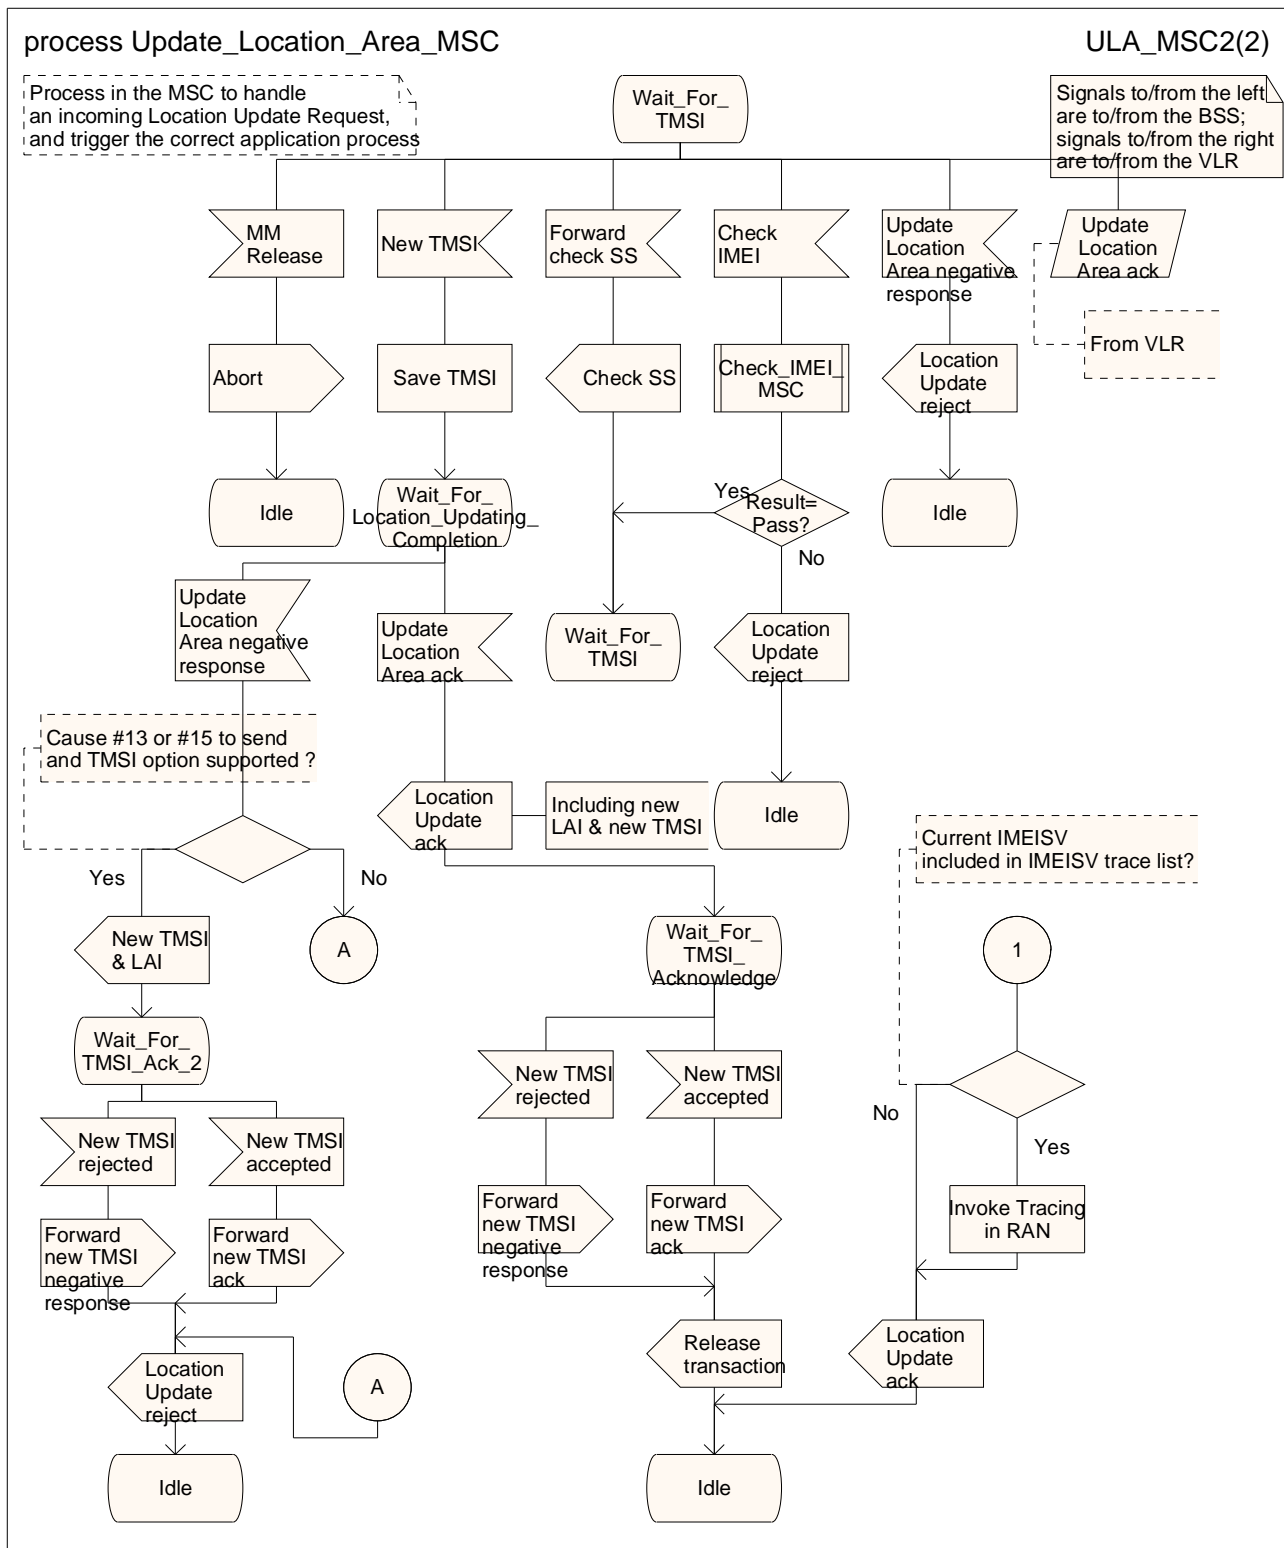 process Update_Location_Area_MSC
ULA_MSC2(2)
Process in the MSC to handle
an incoming Location Update Request,
and trigger the correct application process
Wait_For_
TMSI
Signals to/from the left
are to/from the BSS;
signals to/from the right
are to/from the VLR
MM
Release
New TMSI
Forward
check SS
Check
IMEI
Update
Location
Area negative
response
Update
Location
Area ack
From VLR
Abort
Save TMSI
Check SS
Check_IMEI_
MSC
Location
Update
reject
Idle
Wait_For_
Location_Updating_
Completion
Yes
Result=
Pass?
No
Idle
Update
Location
Area negative
response
Update
Location
Area ack
Wait_For_
TMSI
Location
Update
reject
Cause #13 or #15 to send
and TMSI option supported ?
Location
Update
ack
Including new
LAI & new TMSI
Idle
Current IMEISV
included in IMEISV trace list?
Yes
No
New TMSI
& LAI
A
Wait_For_
TMSI_
Acknowledge
1
Wait_For_
TMSI_Ack_2
New TMSI
rejected
New TMSI
accepted
No
Yes
New TMSI
rejected
New TMSI
accepted
Forward
new TMSI
negative
response
Forward
new TMSI
ack
Invoke Tracing
in RAN
Forward
new TMSI
negative
response
Forward
new TMSI
ack
Release
transaction
Location
Update
ack
Location
Update
reject
A
Idle
Idle